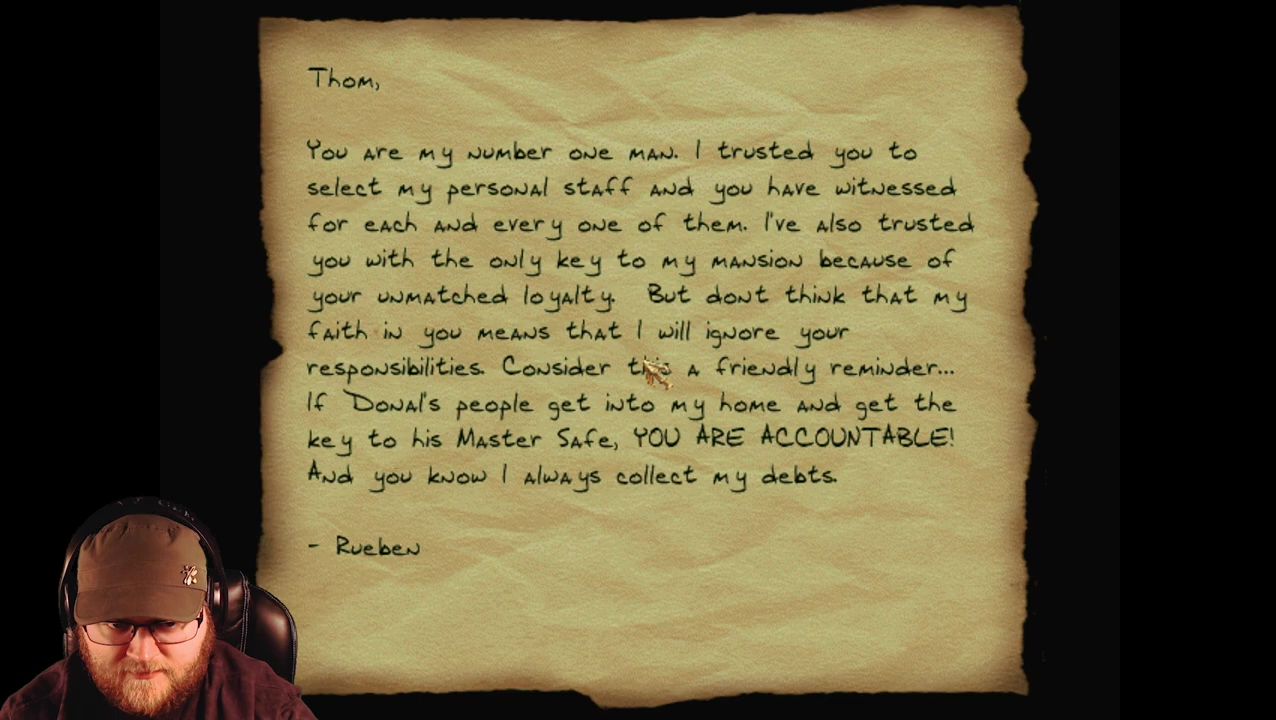 Thom,
You are my number one man. I trusted you to
select my personal staff and you have witnessed
for each and every one of them. I've also trusted
you with the only key to my mansion because of
your unmatched loyalty. But dont think that my
faith in you means that I will ignore your
responsibilities. Consider this a friendly reminder...
If Donal's people get into my home and get the
key to his Master Safe, YOU ARE ACCOUNTABLE!
And you know I always collect my debts.
- Rueben